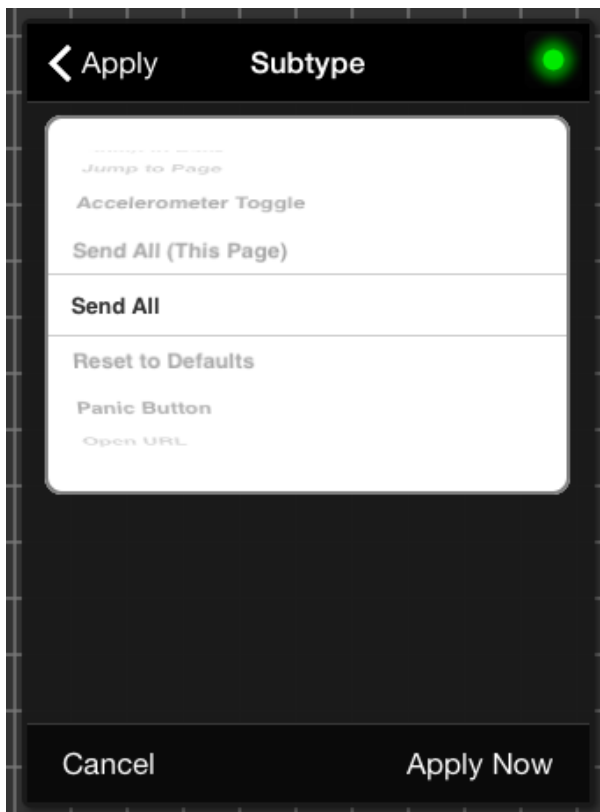 Apply Subtype
Jump to Page
Accelerometer Toggle
Send All (This Page)
Send All
Reset to Defaults
Panic Button
Open URL
Cancel Apply Now